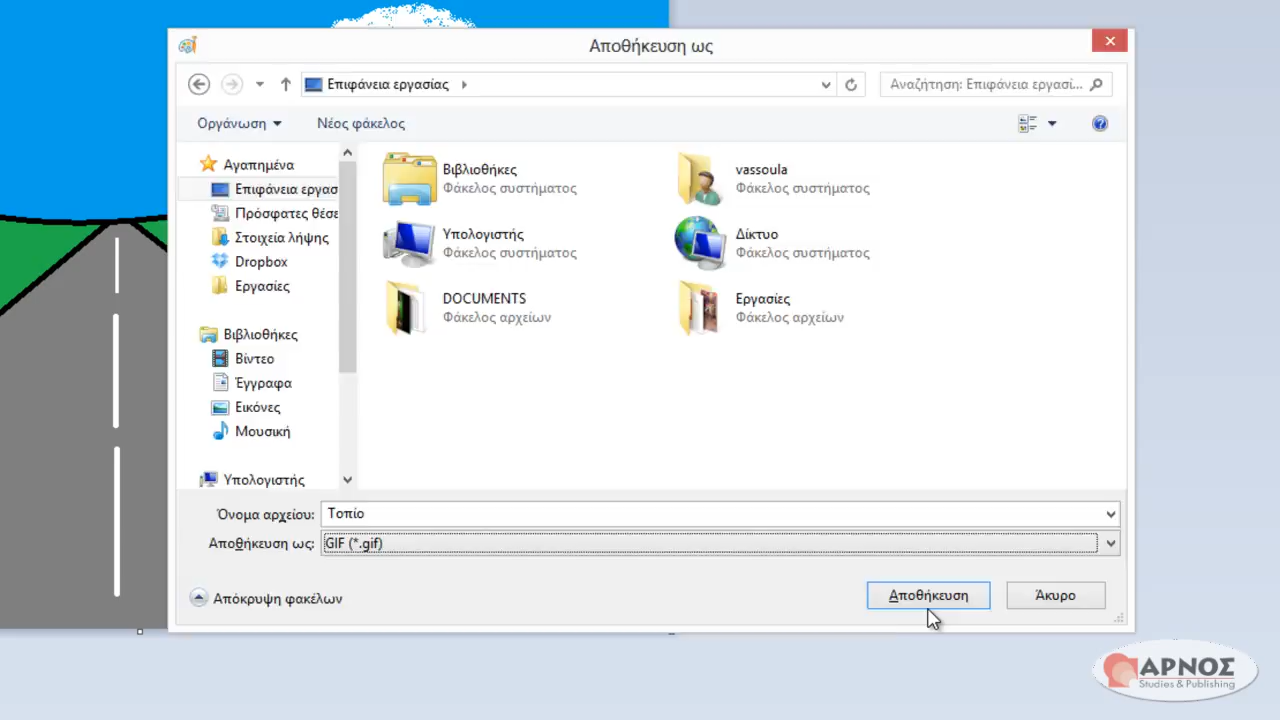 Αποθήκευση ως
Επιφάνεια εργασίας
Αναζήτηση: Επιφάνεια εργασί...
Οργάνωση
Νέος φάκελος
Αγαπημένα
Επιφάνεια εργασ
Πρόσφατες θέσε
Στοιχεία λήψης
Dropbox
Εργασίες
Βιβλιοθήκες
Βίντεο
Έγγραφα
Εικόνες
Μουσική
Υπολογιστής
Βιβλιοθήκες
Φάκελος συστήματος
vassoula
Φάκελος συστήματος
Υπολογιστής
Φάκελος συστήματος
Δίκτυο
Φάκελος συστήματος
DOCUMENTS
Φάκελος αρχείων
Εργασίες
Φάκελος αρχείων
Όνομα αρχείου: Τοπίο
Αποθήκευση ως: GIF (*.gif)
Απόκρυψη φακέλων
Αποθήκευση
Άκυρο
ΑΡΝΟΣ
Studies & Publishing